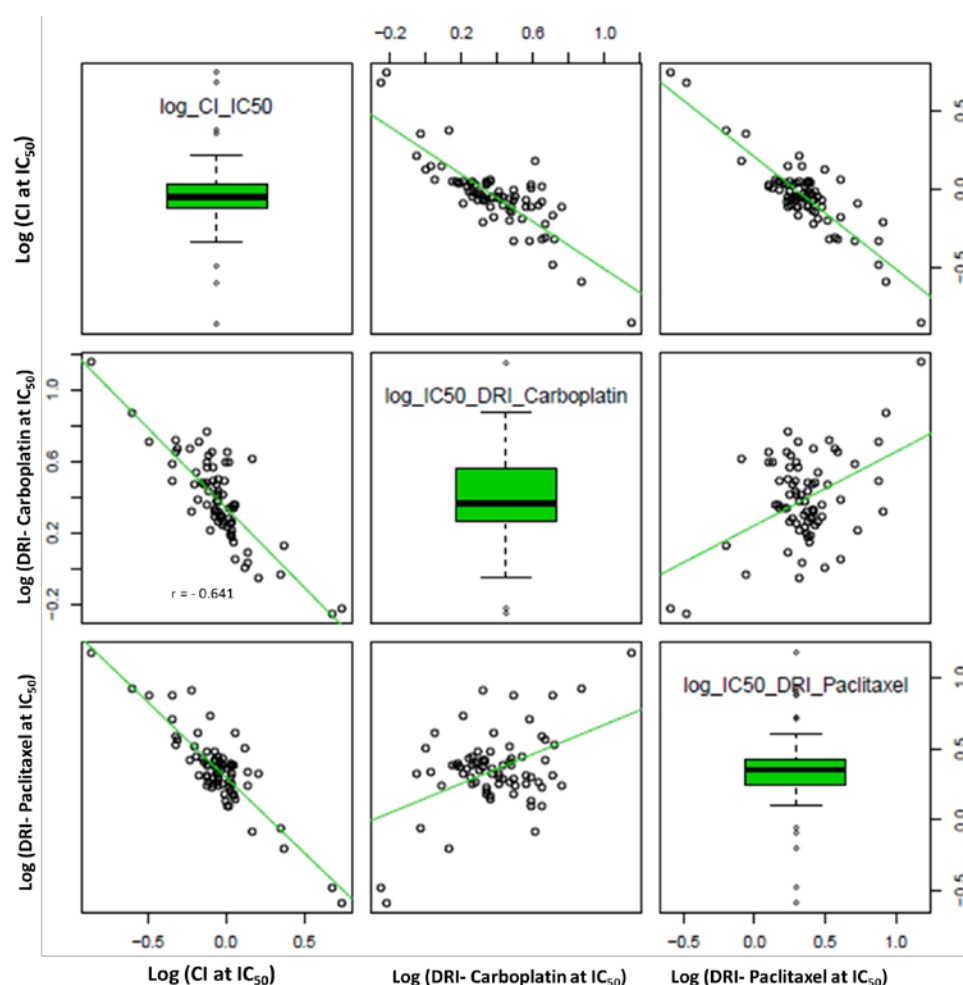 −0.2 0.2 0.6 1.0
Log (CI at IC50)
log_CI_IC50
0.5
0.0
−0.5
Log (DRI- Carboplatin at IC50)
1.0
0.6
0.2
−0.2
r = - 0.641
log_IC50_DRI_Carboplatin
Log (DRI- Paclitaxel at IC50)
log_IC50_DRI_Paclitaxel
1.0
0.5
0.0
−0.5
−0.5 0.0 0.5
−0.5 0.0 0.5 1.0
Log (CI at IC50)
Log (DRI- Carboplatin at IC50)
Log (DRI- Paclitaxel at IC50)